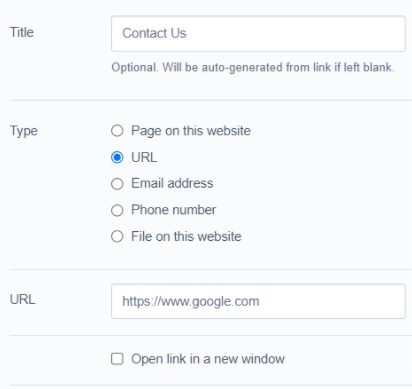 Title
Contact Us
Optional. Will be auto-generated from link if left blank.
Type
Page on this website
URL
Email address
Phone number
File on this website
URL
https://www.google.com
Open link in a new window